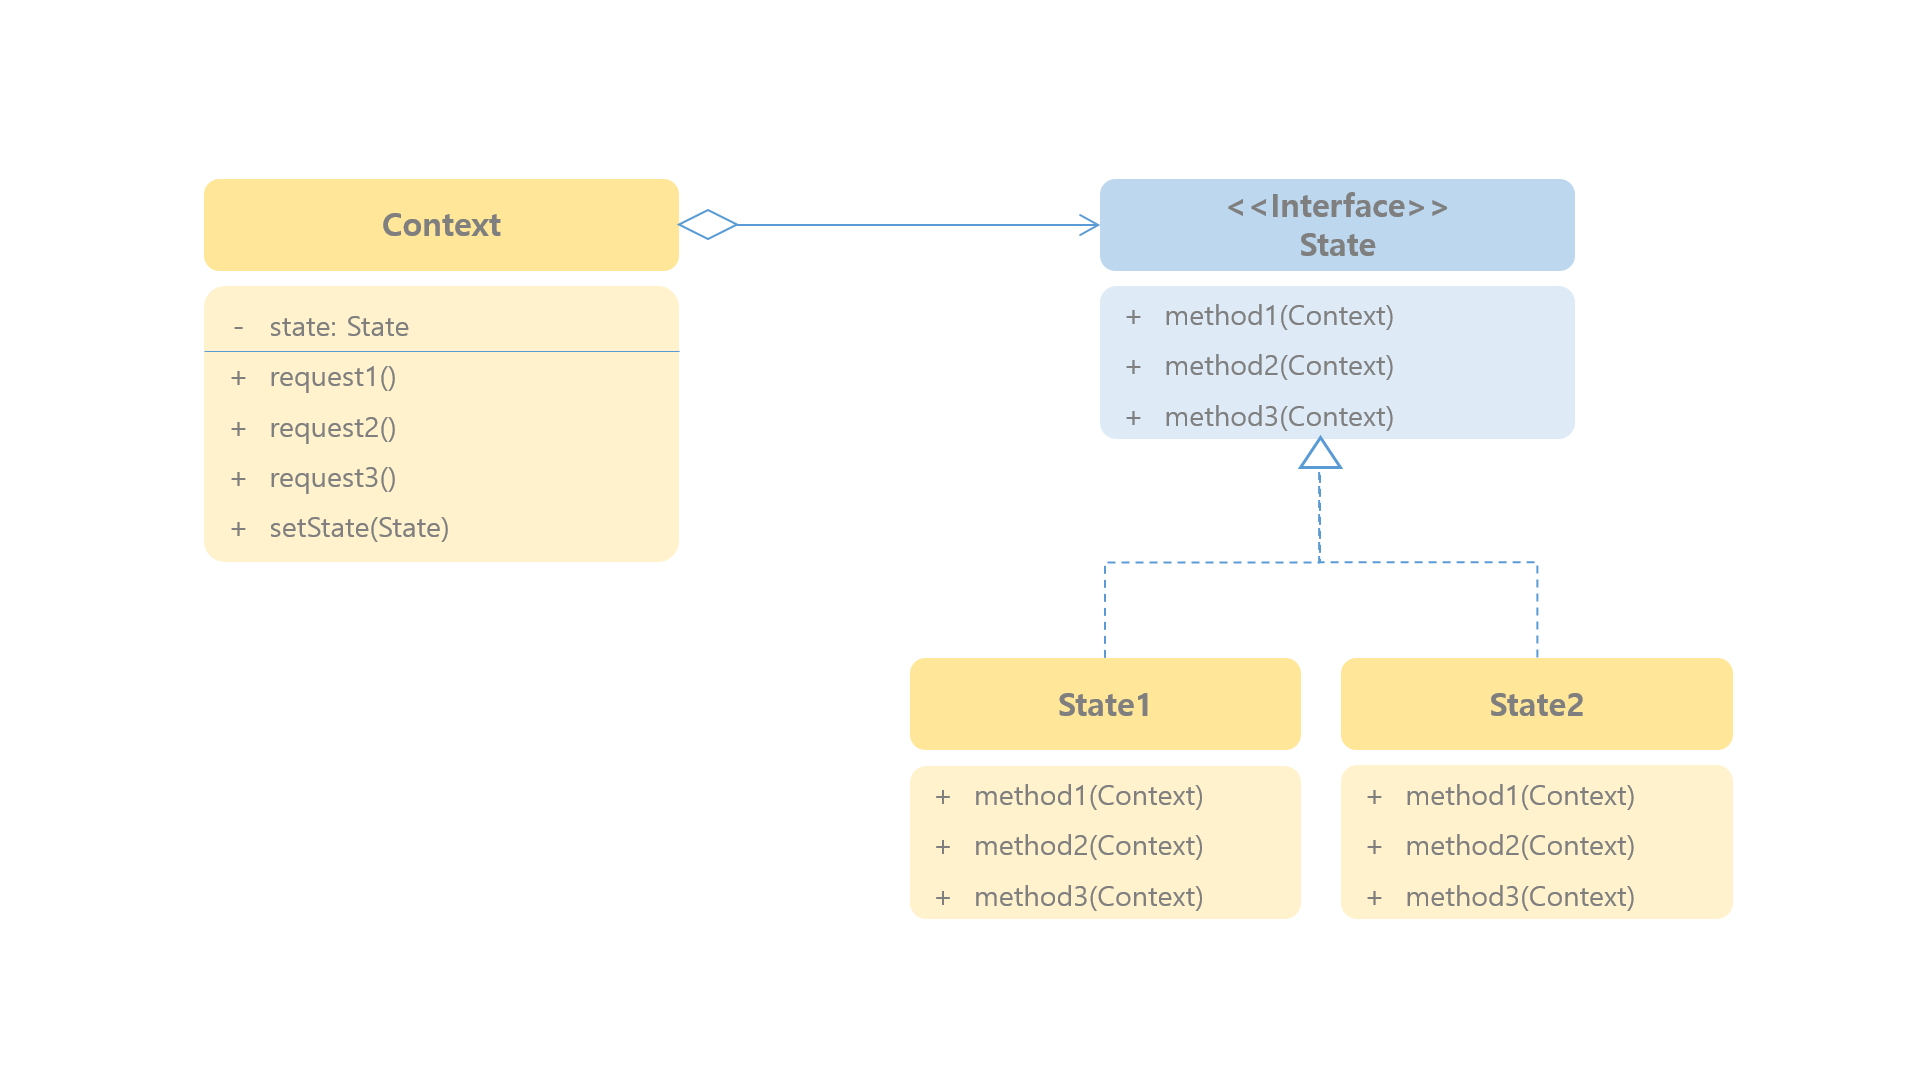 Context
- state: State
+ request1()
+ request2()
+ request3()
+ setState(State)
<<Interface>>
State
+ method1(Context)
+ method2(Context)
+ method3(Context)
State1
+ method1(Context)
+ method2(Context)
+ method3(Context)
State2
+ method1(Context)
+ method2(Context)
+ method3(Context)